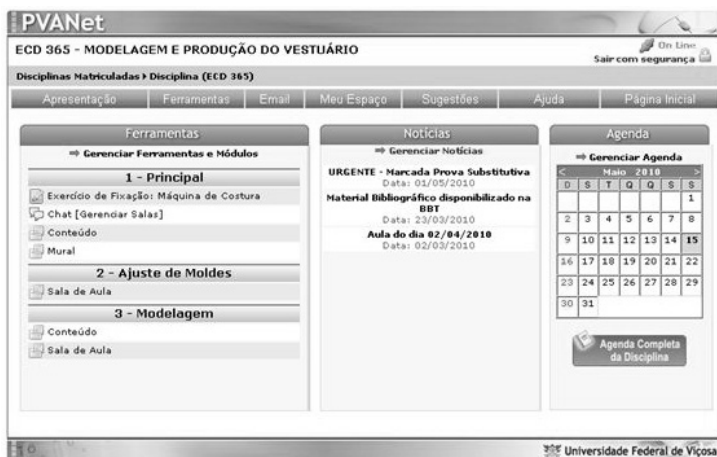 PVANet
ECD 365 - MODELAGEM E PRODUÇÃO DO VESTUÁRIO
On Line
Sair com segurança
Disciplinas Matriculadas › Disciplina (ECD 365)
Apresentação Ferramentas Email Meu Espaço Sugestões Ajuda Página Inicial
Ferramentas
Gerenciar Ferramentas e Módulos
1 - Principal
Exercício de Fixação: Máquina de Costura
Chat [Gerenciar Salas]
Conteúdo
Mural
2 - Ajuste de Moldes
Sala de Aula
3 - Modelagem
Conteúdo
Sala de Aula
Notícias
Gerenciar Notícias
URGENTE - Marcada Prova Substitutiva
Data: 01/05/2010
Material Bibliográfico disponibilizado na
BBT
Data: 23/03/2010
Aula do dia 02/04/2010
Data: 02/03/2010
Agenda
Gerenciar Agenda
< Maio 2010 >
D S T Q Q S S
1
2 3 4 5 6 7 8
9 10 11 12 13 14 15
16 17 18 19 20 21 22
23 24 25 26 27 28 29
30 31
Agenda Completa
da Disciplina
Universidade Federal de Viçosa